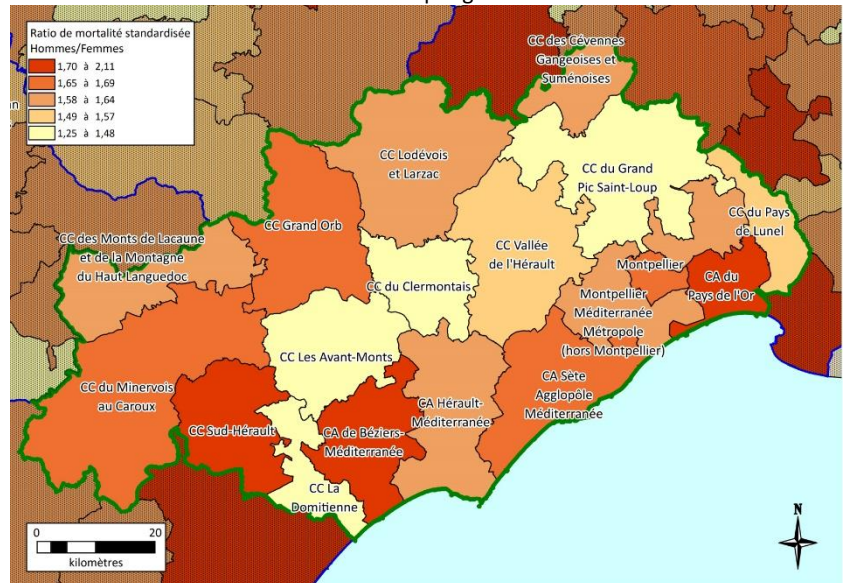 Ratio de mortalité standardisée
Hommes/Femmes
1,70 à 2,11
1,65 à 1,69
1,58 à 1,64
1,49 à 1,57
1,25 à 1,48
CC des Cévennes
Gangeoises et
Suménoises
CC Lodévois
et Larzac
CC du Grand
Pic Saint-Loup
CC Grand Orb
CC du Pays
de Lunel
CC des Monts de Lacaune
et de la Montagne
du Haut Languedoc
CC Vallée
de l'Hérault
Montpellier
CA du
Pays de l'Or
CC du Clermontais
Montpellier
Méditerranée
Métropole
(hors Montpellier)
CC Les Avant-Monts
CC du Minervois
au Caroux
CA Sète
Agglopôle
Méditerranée
CA Hérault-
Méditerranée
CC Sud-Hérault
CA de Béziers-
Méditerranée
CC La
Domitienne
0 20
kilomètres
N